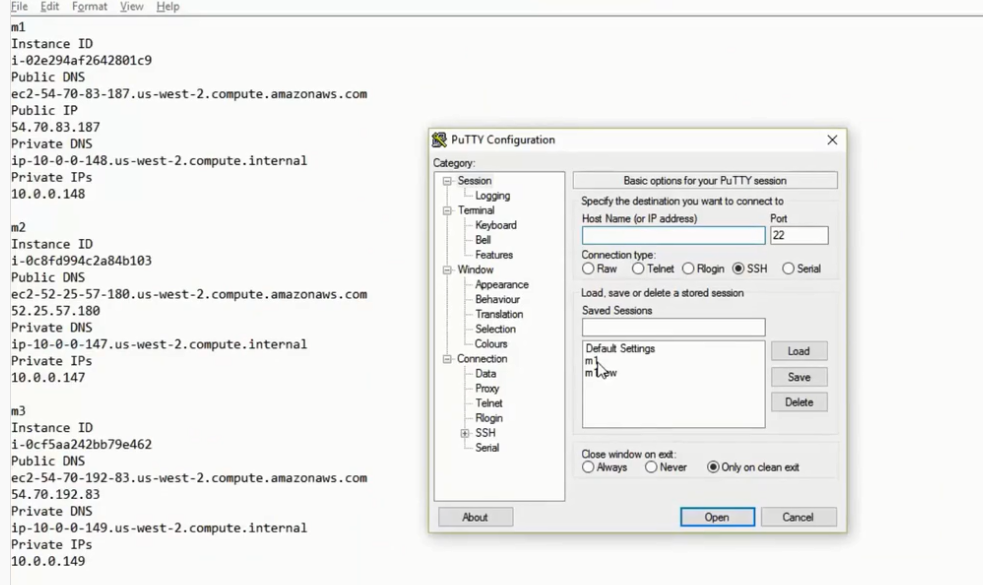 File Edit Format View Help
m1
Instance ID
i-02e294af2642801c9
Public DNS
ec2-54-70-83-187.us-west-2.compute.amazonaws.com
Public IP
54.70.83.187
Private DNS
ip-10-0-0-148.us-west-2.compute.internal
Private IPs
10.0.0.148
m2
Instance ID
i-0c8fd994c2a84b103
Public DNS
ec2-52-25-57-180.us-west-2.compute.amazonaws.com
52.25.57.180
Private DNS
ip-10-0-0-147.us-west-2.compute.internal
Private IPs
10.0.0.147
m3
Instance ID
i-0cf5aa242bb79e462
Public DNS
ec2-54-70-192-83.us-west-2.compute.amazonaws.com
54.70.192.83
Private DNS
ip-10-0-0-149.us-west-2.compute.internal
Private IPs
10.0.0.149
PuTTY Configuration
Category:
Session
Logging
Terminal
Keyboard
Bell
Features
Window
Appearance
Behaviour
Translation
Selection
Colours
Connection
Data
Proxy
Telnet
Rlogin
SSH
Serial
Basic options for your PuTTY session
Specify the destination you want to connect to
Host Name (or IP address) Port
22
Connection type:
Raw Telnet Rlogin SSH Serial
Load, save or delete a stored session
Saved Sessions
Default Settings
m1
Load
Save
Delete
Close window on exit:
Always Never Only on clean exit
About Open Cancel